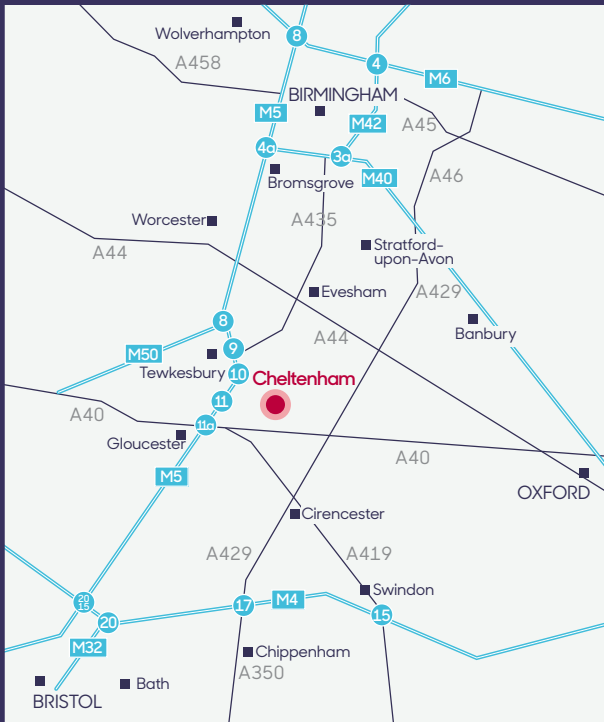 Wolverhampton
8
A458
4
M6
BIRMINGHAM
M5
M42
A45
4a
3a
Bromsgrove
M40
A46
Worcester
A435
A44
Stratford-
upon-Avon
Evesham
A429
8
A44
Banbury
9
M50
Tewkesbury
10
Cheltenham
11
A40
11a
Gloucester
A40
M5
OXFORD
Cirencester
A429
A419
Swindon
20
15
17
M4
15
20
M32
Chippenham
A350
Bath
BRISTOL